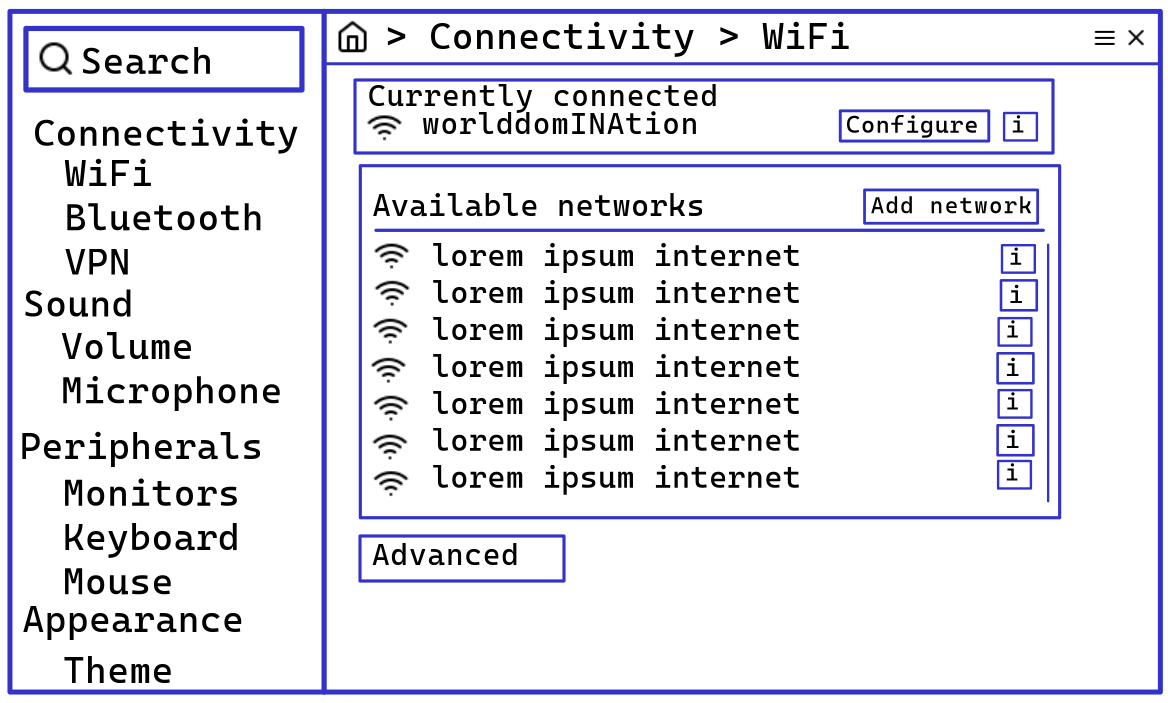 Search
Connectivity
WiFi
Bluetooth
VPN
Sound
Volume
Microphone
Peripherals
Monitors
Keyboard
Mouse
Appearance
Theme
> Connectivity > WiFi
Currently connected
worlddomINAtion
Configure
i
Available networks
Add network
lorem ipsum internet i
lorem ipsum internet i
lorem ipsum internet i
lorem ipsum internet i
lorem ipsum internet i
lorem ipsum internet i
lorem ipsum internet i
Advanced